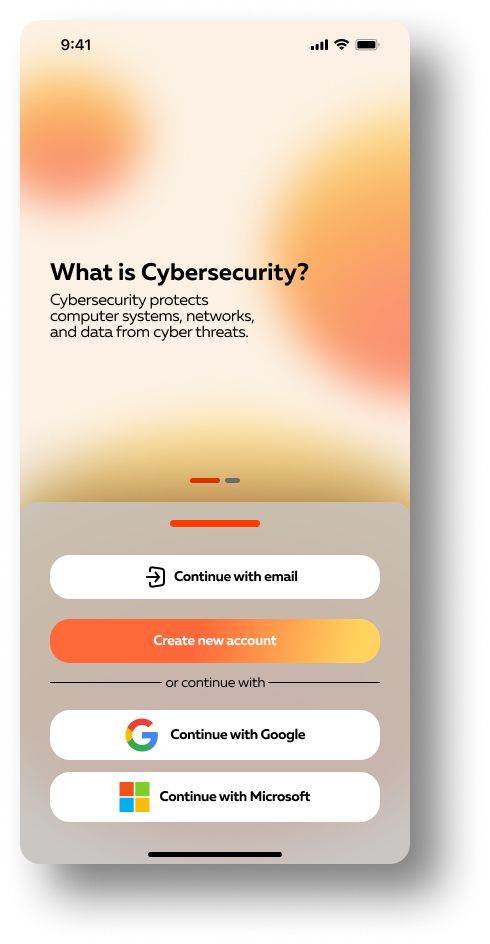 9:41
What is Cybersecurity?
Cybersecurity protects
computer systems, networks,
and data from cyber threats.
Continue with email
Create new account
or continue with
Continue with Google
Continue with Microsoft